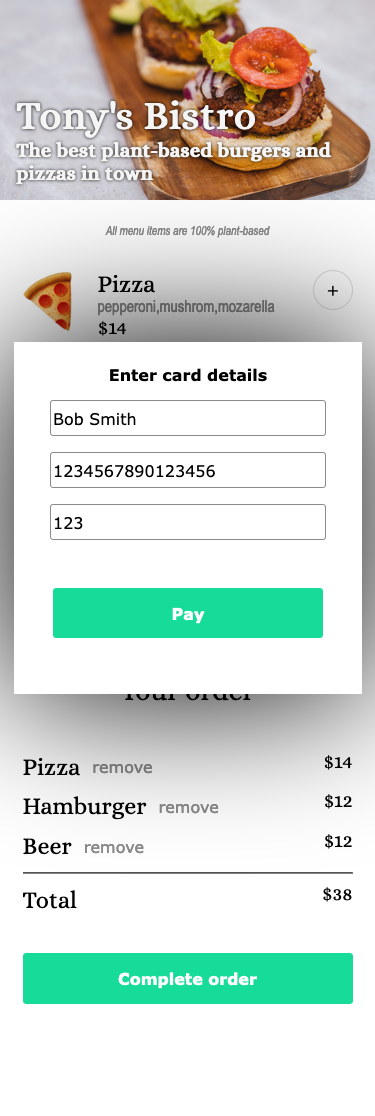 Tony's Bistro
The best plant-based burgers and
pizzas in town
All menu items are 100% plant-based
Pizza
pepperoni,mushrom,mozarella
$14
+
Enter card details
Bob Smith
1234567890123456
123
Pay
Your order
Pizza remove $14
Hamburger remove $12
Beer remove $12
Total $38
Complete order